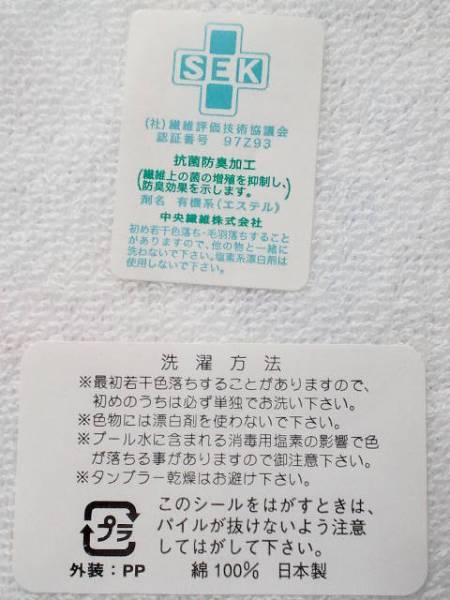 SEK
(社)繊維評価技術協議会
認証番号 97Z93
抗菌防臭加工
(繊維上の菌の増殖を抑制し、
防臭効果を示します。)
剤名 有機系(エステル)
中央繊維株式会社
初め若干色落ち・毛羽落ちすること
がありますので、他の物と一緒に
洗わないで下さい。塩素系漂白剤は
使用しないで下さい。
洗濯方法
※最初若干色落ちすることがありますので、
初めのうちは必ず単独でお洗い下さい。
※色物には漂白剤を使わないで下さい。
※プール水に含まれる消毒用塩素の影響で色
が落ちる事がありますので御注意下さい。
※タンブラー乾燥はお避け下さい。
プラ
このシールをはがすときは、
パイルが抜けないよう注意
してはがして下さい。
外装:PP 綿100% 日本製